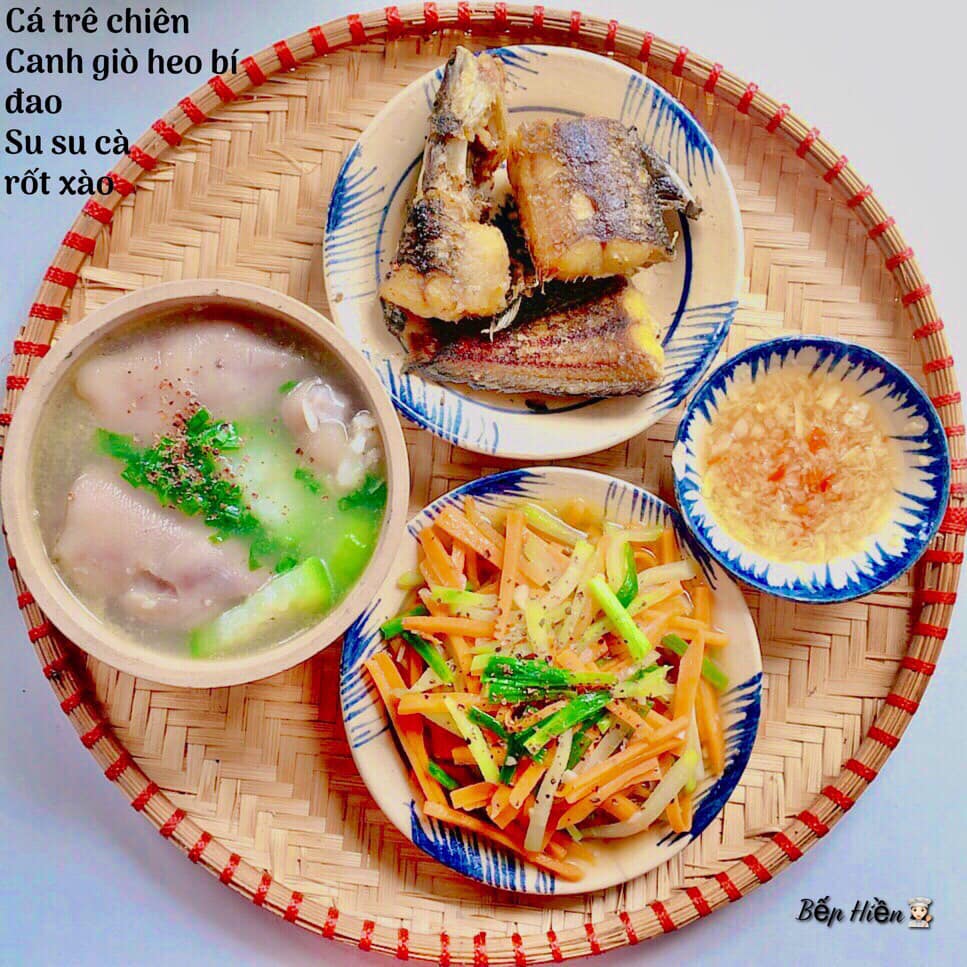 Cá trê chiên
Canh giò heo bí
đao
Su su cà
rốt xào
Bếp Hiền